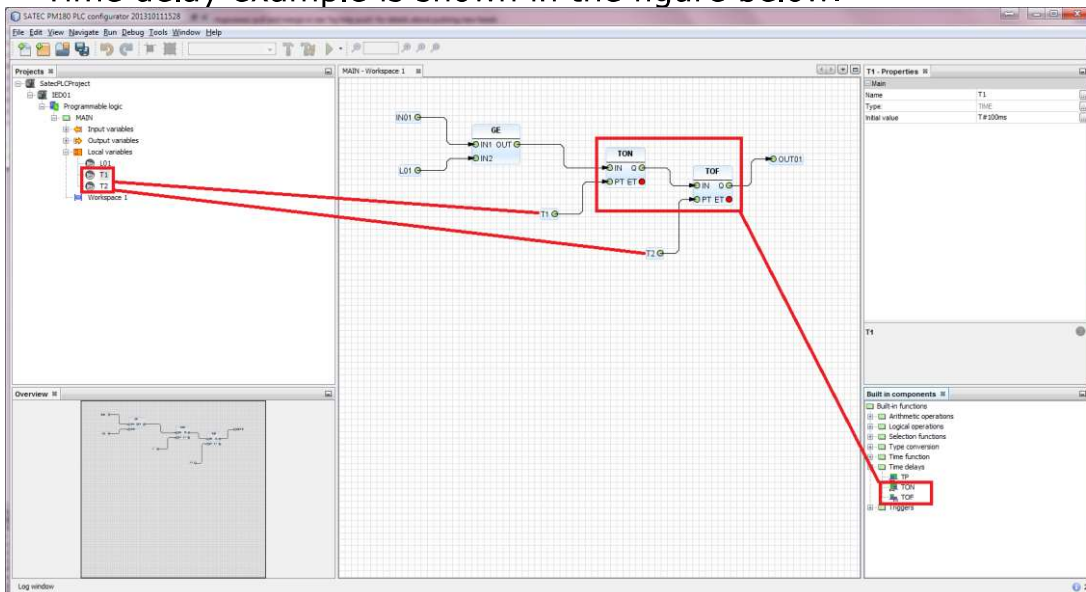 Time delay example is shown in the figure below:
SATEC PM180 PLC configurator 201310111528
File Edit View Navigate Run Debug Tools Window Help
Projects
SatecPLCProject
IED01
Programmable logic
MAIN
Input variables
Output variables
Local variables
L01
T1
T2
Workspace 1
MAIN - Workspace 1
IN01
GE
IN1 OUT
IN2
L01
TON
IN Q
PT ET
TOF
IN Q
PT ET
OUT01
T1
T2
T1 - Properties
Main
Name T1
Type: TIME
Initial value T#100ms
T1
Overview
Built in components
Built-in functions
Arithmetic operations
Logical operations
Selection functions
Type conversion
Time function
Time delays
TP
TON
TOF
Triggers
Log window